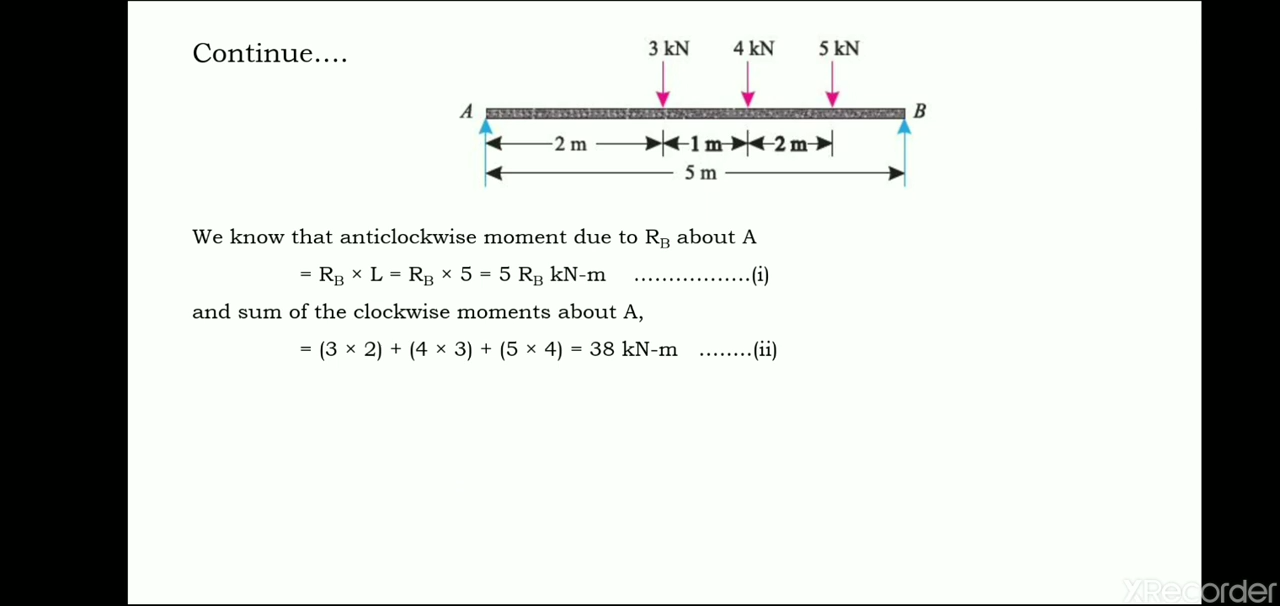 Continue....
3 kN 4 kN 5 kN
A B
2 m 1 m 2 m
5 m
We know that anticlockwise moment due to R_B about A
= R_B × L = R_B × 5 = 5 R_B kN-m .................(i)
and sum of the clockwise moments about A,
= (3 × 2) + (4 × 3) + (5 × 4) = 38 kN-m ........(ii)
XRecorder